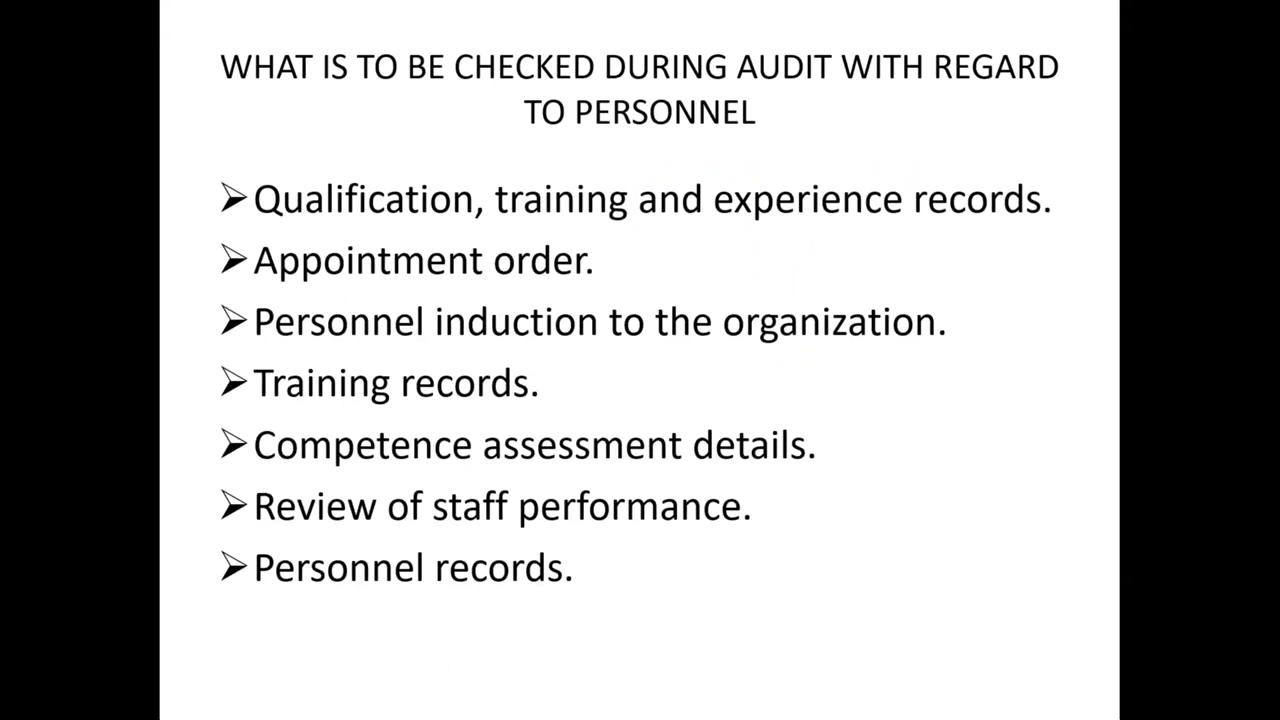 WHAT IS TO BE CHECKED DURING AUDIT WITH REGARD
TO PERSONNEL
➢Qualification, training and experience records.
➢Appointment order.
➢Personnel induction to the organization.
➢Training records.
➢Competence assessment details.
➢Review of staff performance.
➢Personnel records.